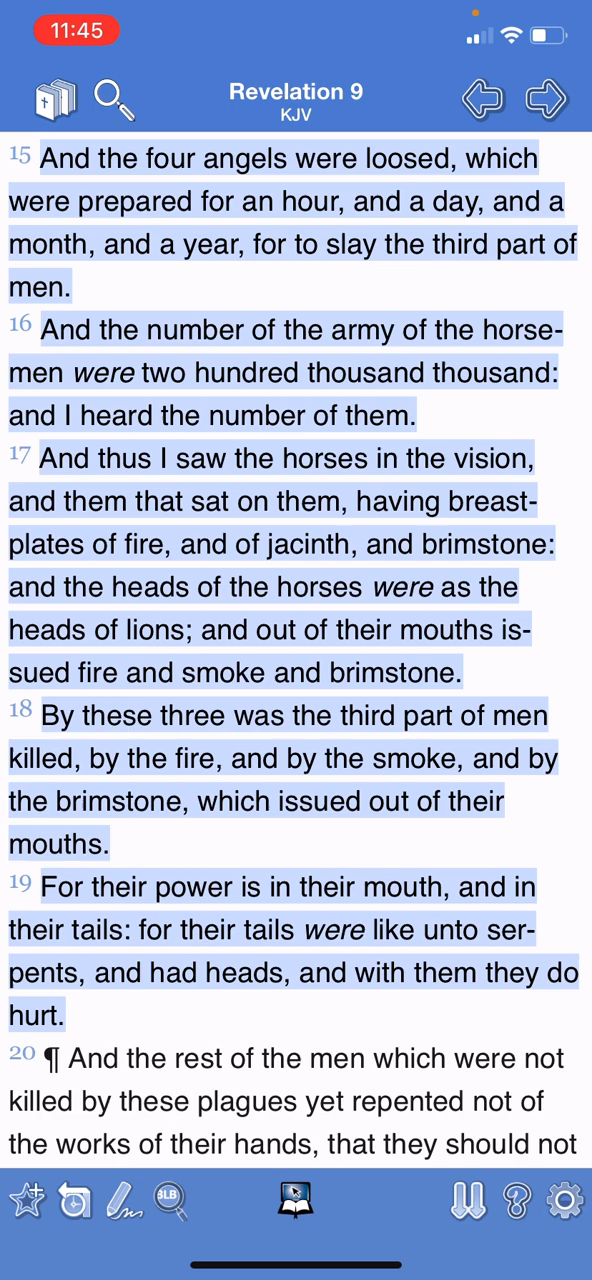 11:45
Revelation 9
KJV
15 And the four angels were loosed, which
were prepared for an hour, and a day, and a
month, and a year, for to slay the third part of
men.
16 And the number of the army of the horse-
men were two hundred thousand thousand:
and I heard the number of them.
17 And thus I saw the horses in the vision,
and them that sat on them, having breast-
plates of fire, and of jacinth, and brimstone:
and the heads of the horses were as the
heads of lions; and out of their mouths is-
sued fire and smoke and brimstone.
18 By these three was the third part of men
killed, by the fire, and by the smoke, and by
the brimstone, which issued out of their
mouths.
19 For their power is in their mouth, and in
their tails: for their tails were like unto ser-
pents, and had heads, and with them they do
hurt.
20 ¶ And the rest of the men which were not
killed by these plagues yet repented not of
the works of their hands, that they should not
BLB